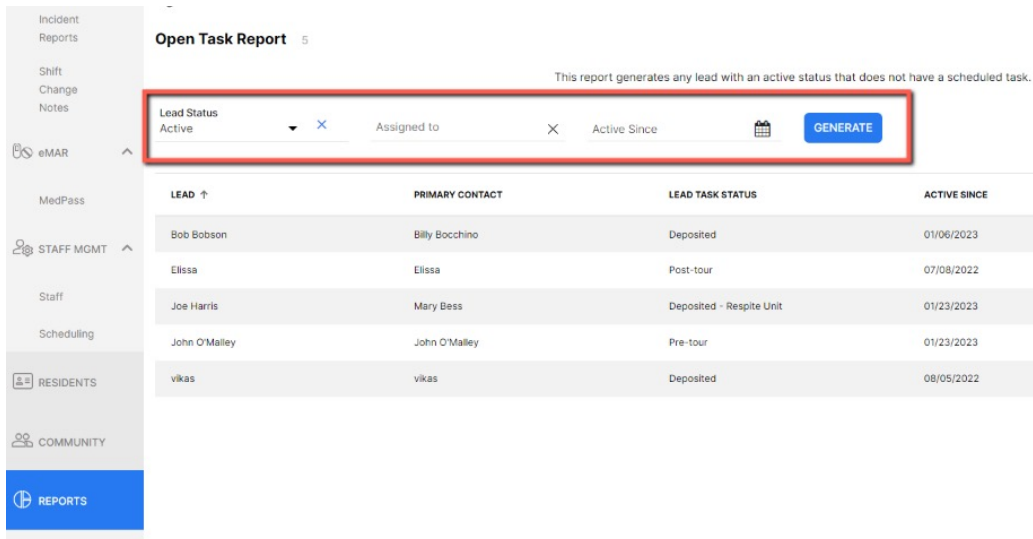 Incident
Reports
Shift
Change
Notes
eMAR
MedPass
STAFF MGMT
Staff
Scheduling
RESIDENTS
COMMUNITY
REPORTS
Open Task Report 5
This report generates any lead with an active status that does not have a scheduled task.
Lead Status
Active
Assigned to
Active Since
GENERATE
LEAD ↑ PRIMARY CONTACT LEAD TASK STATUS ACTIVE SINCE
Bob Bobson Billy Bocchino Deposited 01/06/2023
Elissa Elissa Post-tour 07/08/2022
Joe Harris Mary Bess Deposited - Respite Unit 01/23/2023
John O'Malley John O'Malley Pre-tour 01/23/2023
vikas vikas Deposited 08/05/2022